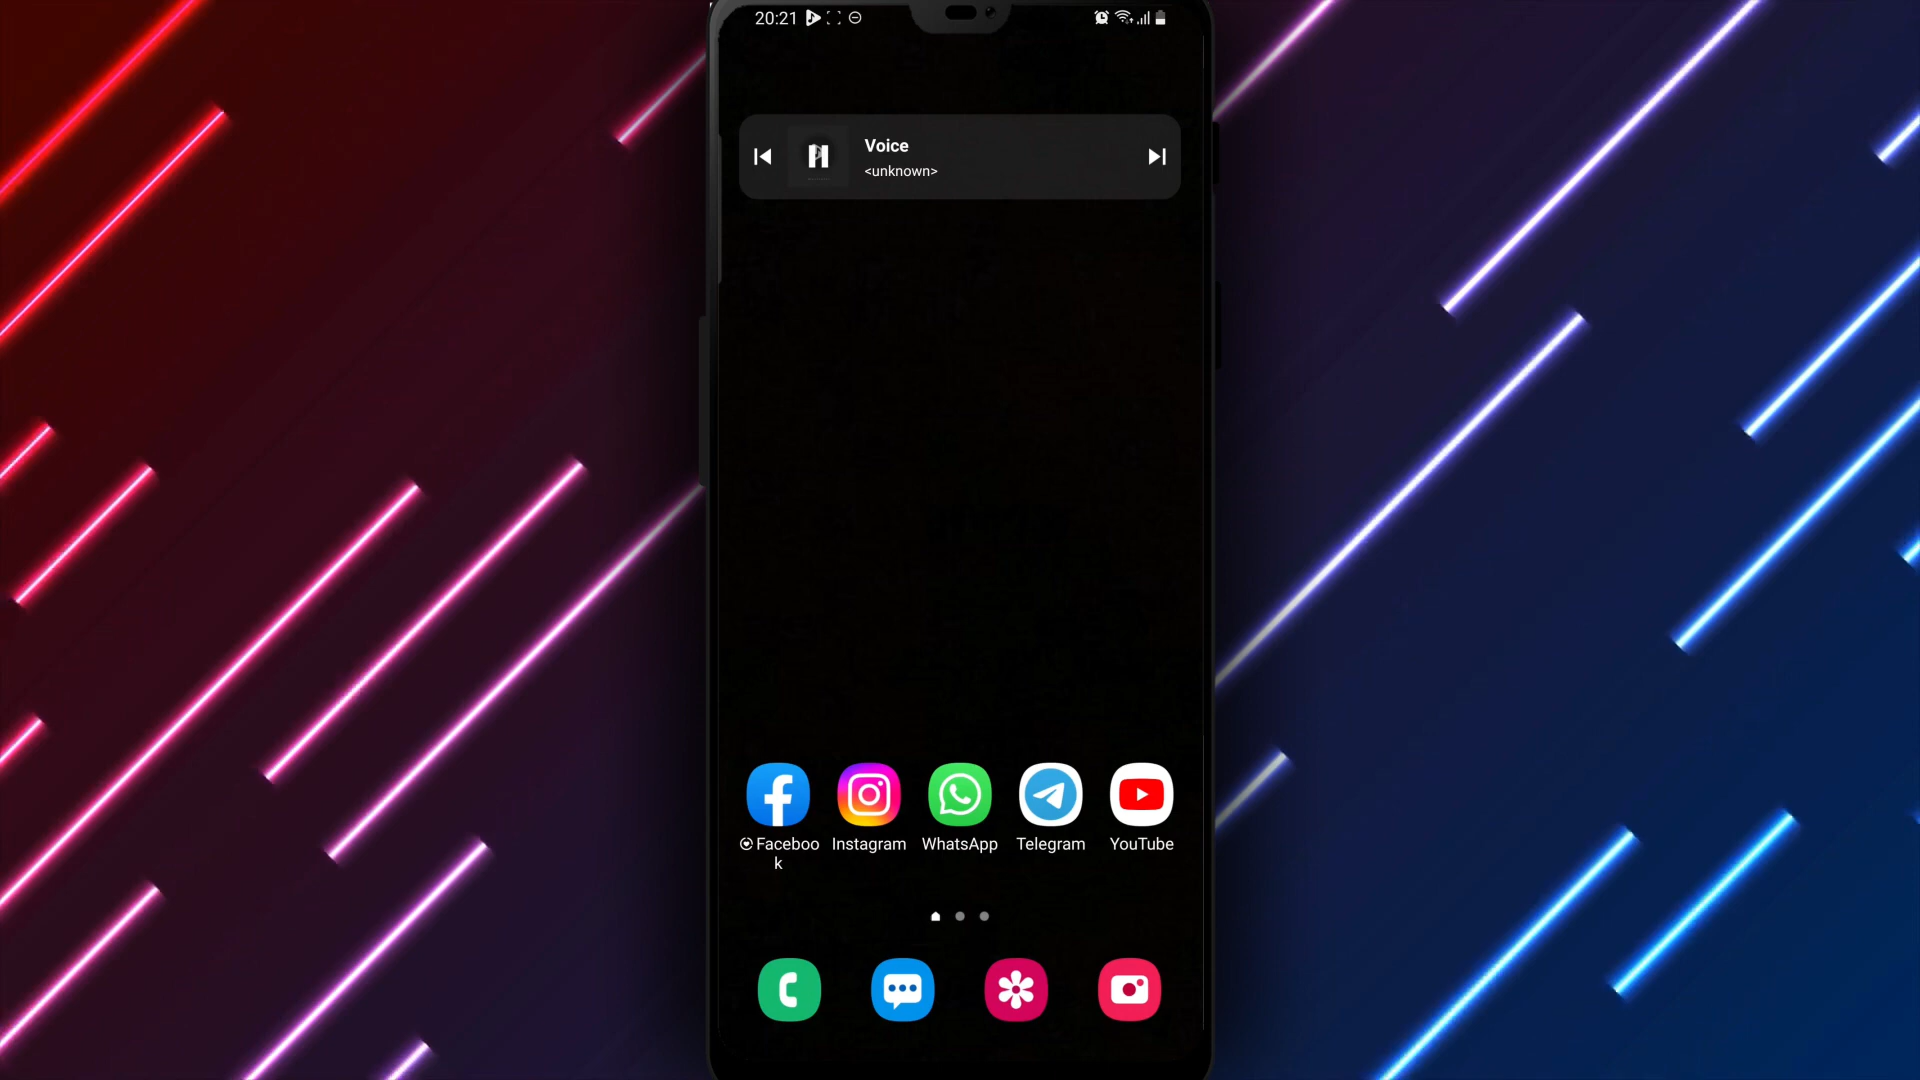 20:21
Voice
<unknown>
Faceboo
k
Instagram
WhatsApp
Telegram
YouTube